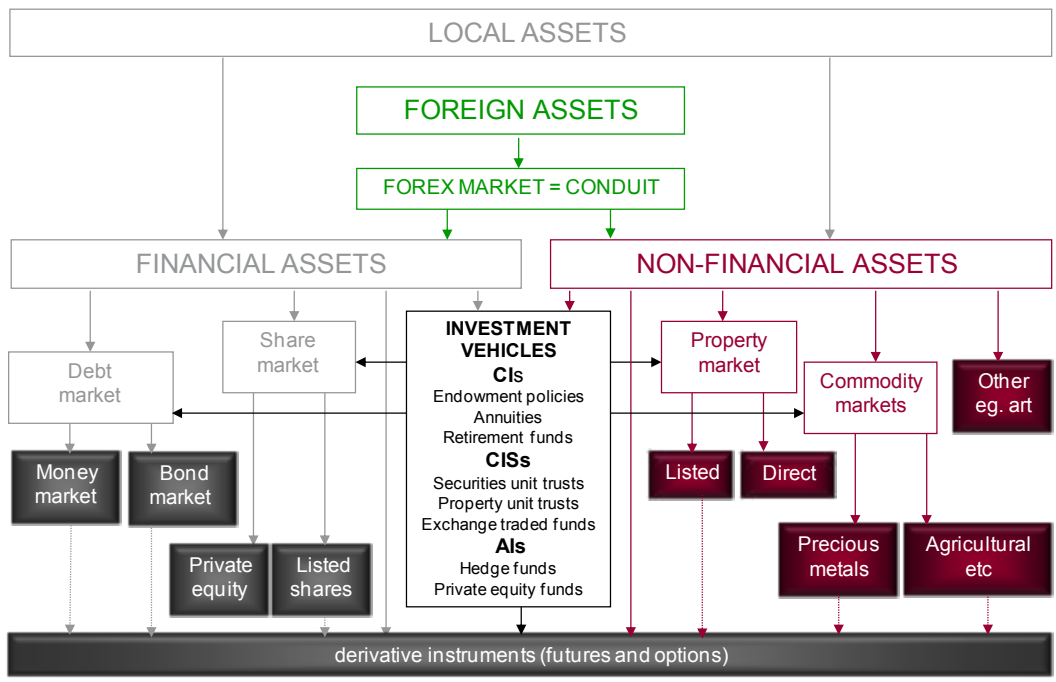 LOCAL ASSETS
FOREIGN ASSETS
FOREX MARKET = CONDUIT
FINANCIAL ASSETS
NON-FINANCIAL ASSETS
Debt
market
Share
market
INVESTMENT
VEHICLES
CIs
Endowment policies
Annuities
Retirement funds
CISs
Securities unit trusts
Property unit trusts
Exchange traded funds
AIs
Hedge funds
Private equity funds
Property
market
Commodity
markets
Other
eg. art
Money
market
Bond
market
Listed
Direct
Private
equity
Listed
shares
Precious
metals
Agricultural
etc
derivative instruments (futures and options)